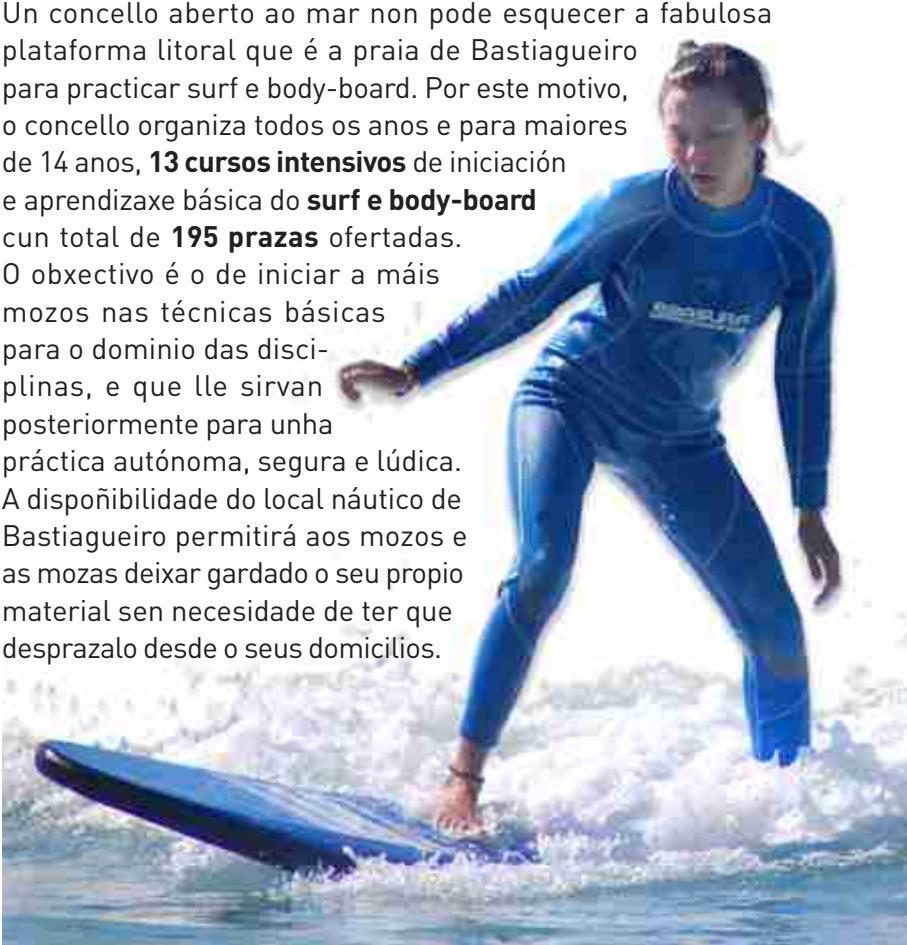 Un concello aberto ao mar non pode esquecer a fabulosa
plataforma litoral que é a praia de Bastiagueiro
para practicar surf e body-board. Por este motivo,
o concello organiza todos os anos e para maiores
de 14 anos, 13 cursos intensivos de iniciación
e aprendizaxe básica do surf e body-board
cun total de 195 prazas ofertadas.
O obxectivo é o de iniciar a máis
mozos nas técnicas básicas
para o dominio das disci-
plinas, e que lle sirvan
posteriormente para unha
práctica autónoma, segura e lúdica.
A dispoñibilidade do local náutico de
Bastiagueiro permitirá aos mozos e
as mozas deixar gardado o seu propio
material sen necesidade de ter que
desprazalo desde o seus domicilios.